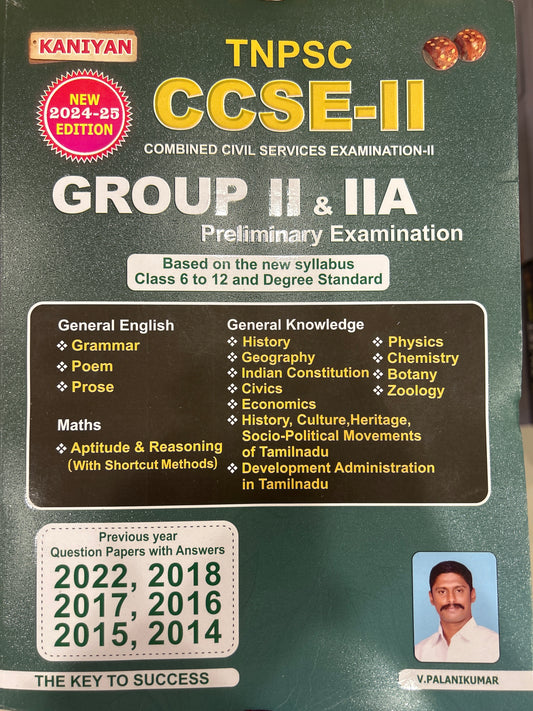 KANIYAN
TNPSC
NEW
2024-25
EDITION
CCSE-II
COMBINED CIVIL SERVICES EXAMINATION-II
GROUP II & IIA
Preliminary Examination
Based on the new syllabus
Class 6 to 12 and Degree Standard
General English
Grammar
Poem
Prose
Maths
Aptitude & Reasoning
(With Shortcut Methods)
General Knowledge
History
Geography
Indian Constitution
Civics
Economics
History, Culture,Heritage,
Socio-Political Movements
of Tamilnadu
Development Administration
in Tamilnadu
Physics
Chemistry
Botany
Zoology
Previous year
Question Papers with Answers
2022, 2018
2017, 2016
2015, 2014
THE KEY TO SUCCESS
V.PALANIKUMAR